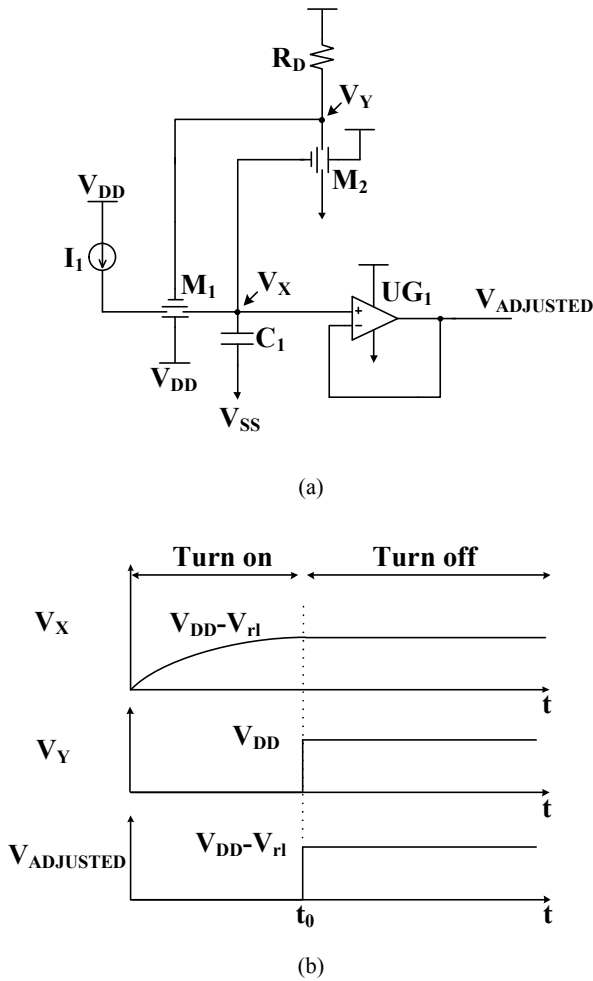 R_D
V_Y
M_2
V_DD
I_1
M_1
V_X
UG_1
V_ADJUSTED
+
−
C_1
V_DD
V_SS
(a)
Turn on Turn off
V_X
V_DD-V_rl
t
V_Y
V_DD
t
V_ADJUSTED
V_DD-V_rl
t_0
t
(b)